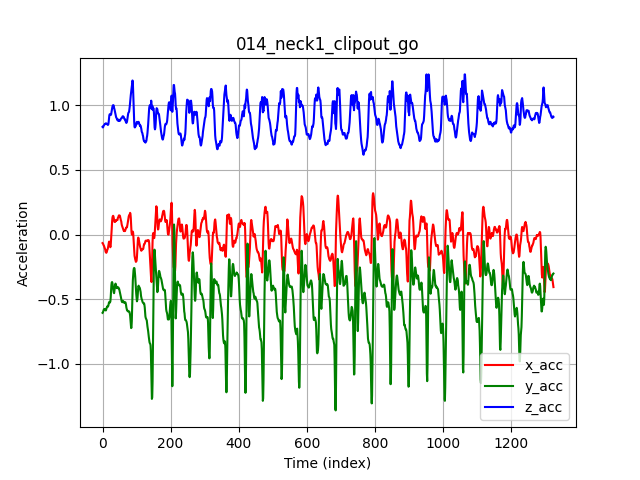 014_neck1_clipout_go
Acceleration
1.0
0.5
0.0
−0.5
−1.0
x_acc
y_acc
z_acc
0 200 400 600 800 1000 1200
Time (index)